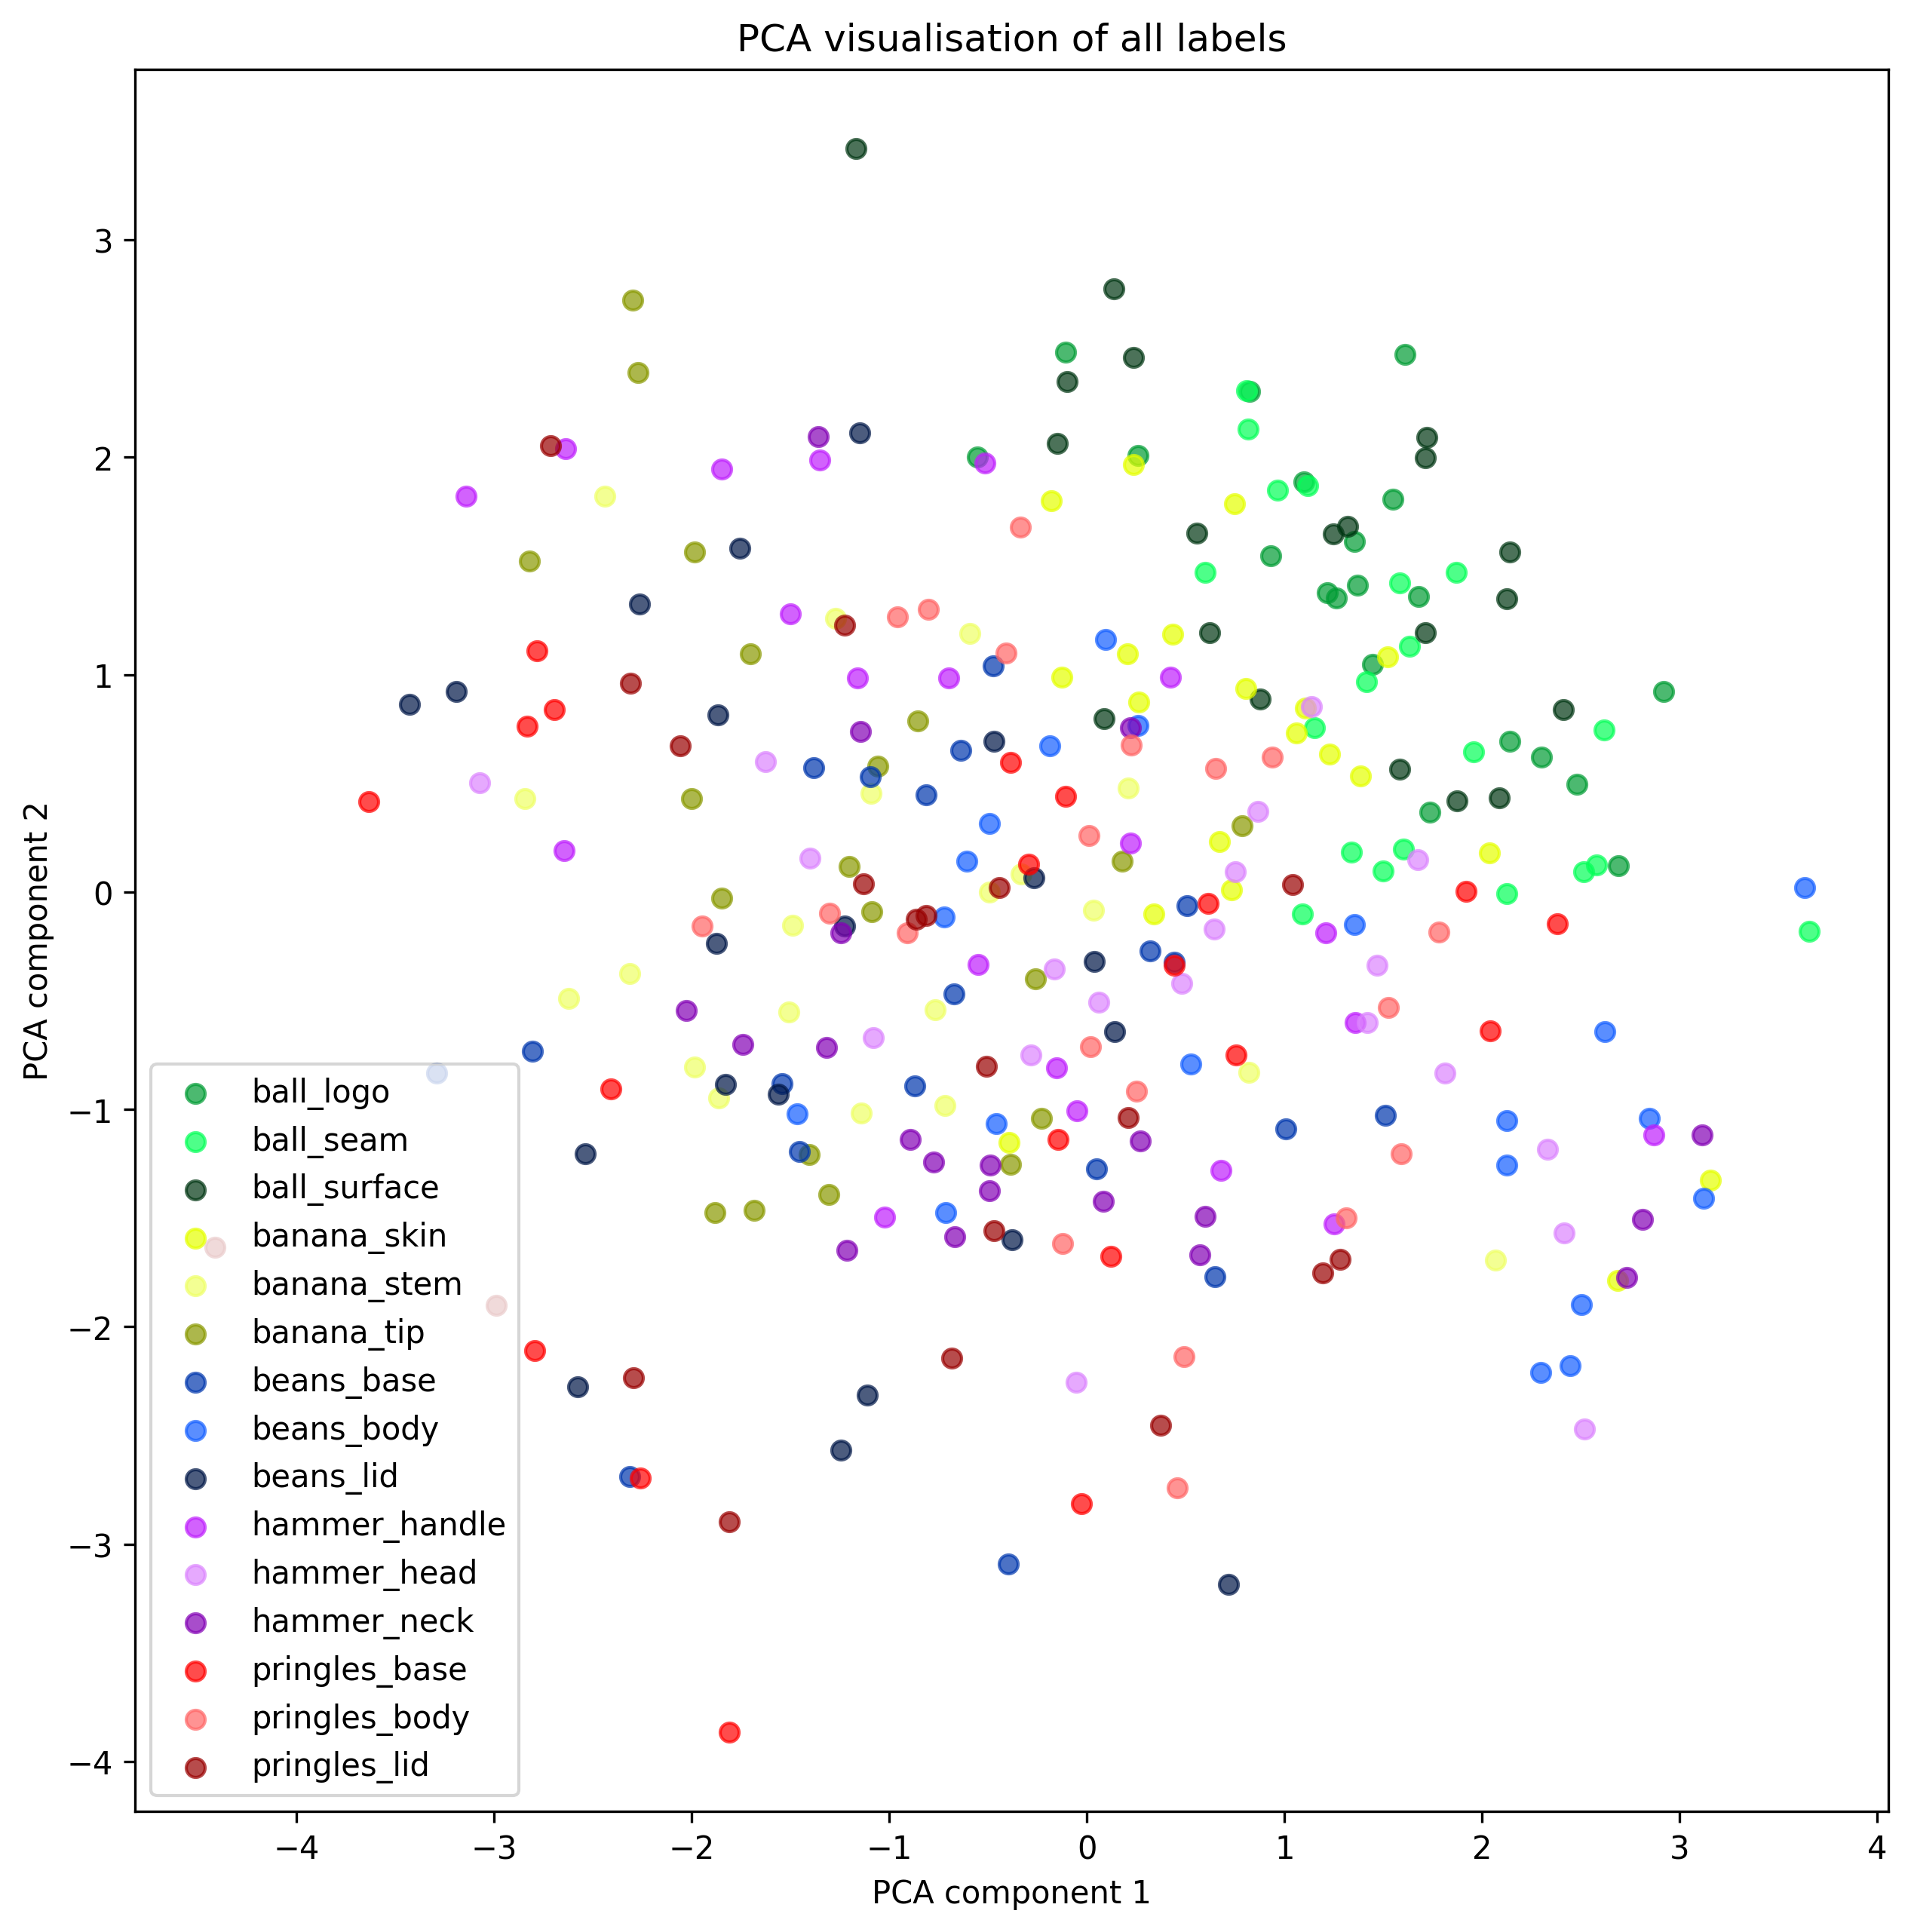 PCA visualisation of all labels
PCA component 2
3
2
1
0
−1
−2
−3
−4
ball_logo
ball_seam
ball_surface
banana_skin
banana_stem
banana_tip
beans_base
beans_body
beans_lid
hammer_handle
hammer_head
hammer_neck
pringles_base
pringles_body
pringles_lid
−4 −3 −2 −1 0 1 2 3 4
PCA component 1